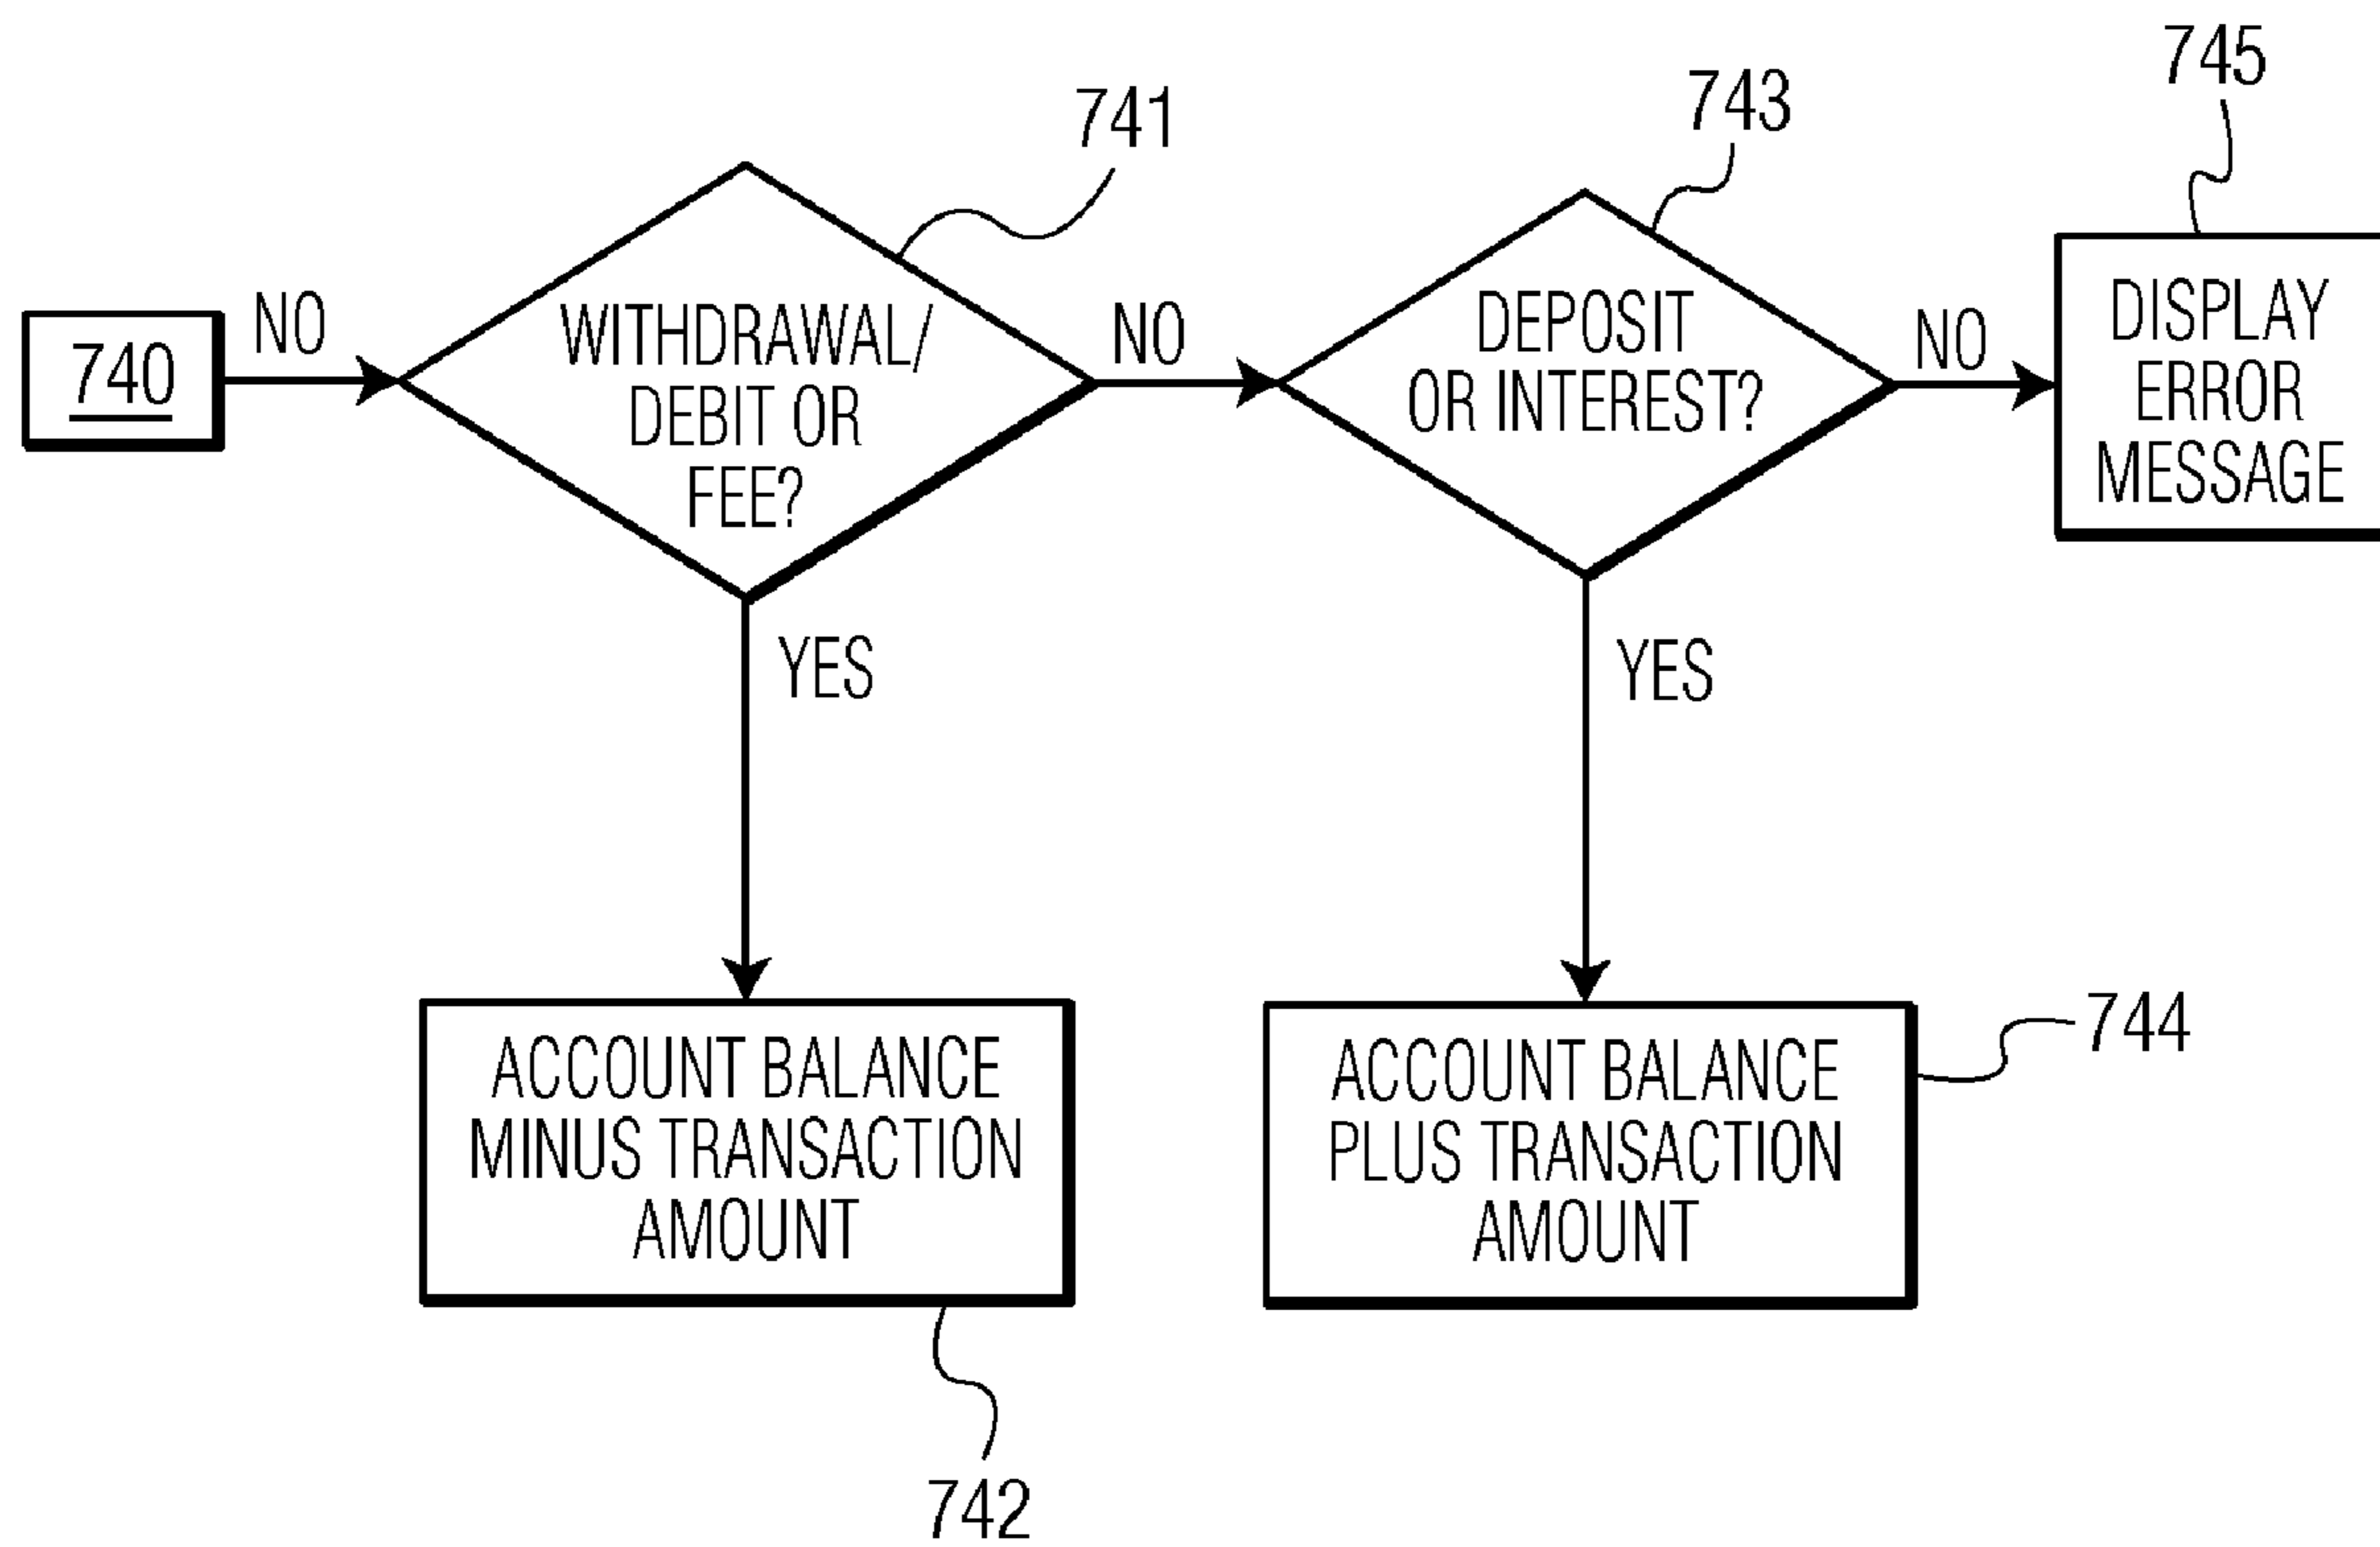 745
743
741
740
NO
WITHDRAWAL/
DEBIT OR
FEE?
NO
DEPOSIT
OR INTEREST?
NO
DISPLAY
ERROR
MESSAGE
YES
YES
ACCOUNT BALANCE
MINUS TRANSACTION
AMOUNT
ACCOUNT BALANCE
PLUS TRANSACTION
AMOUNT
744
742